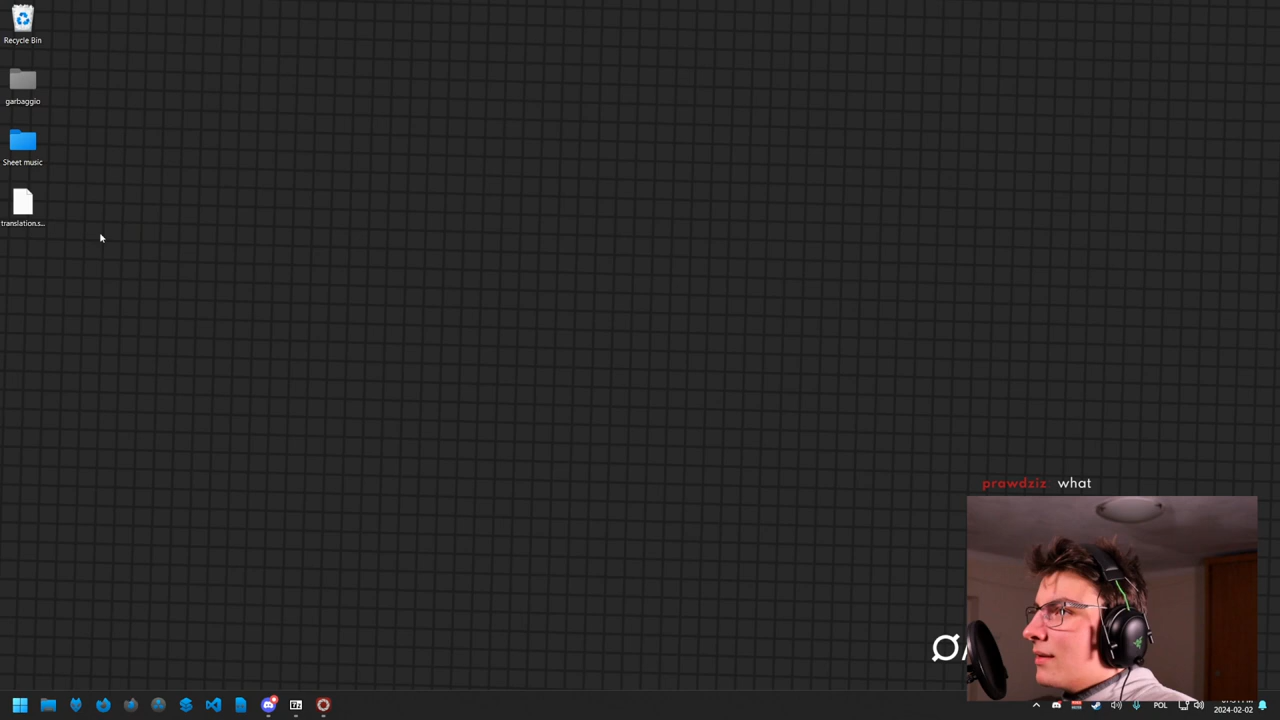 Recycle Bin
garbaggio
Sheet music
translation.s...
prawdziz what
POL
2024-02-02